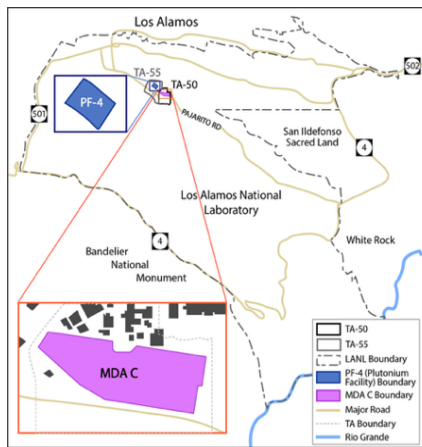 Los Alamos
502
TA-55
TA-50
PF-4
501
PAJARITO RD
San Ildefonso
Sacred Land
4
Los Alamos National
Laboratory
White Rock
4
Bandelier
National
Monument
MDA C
TA-50
TA-55
LANL Boundary
PF-4 (Plutonium
Facility) Boundary
MDA C Boundary
Major Road
TA Boundary
Rio Grande